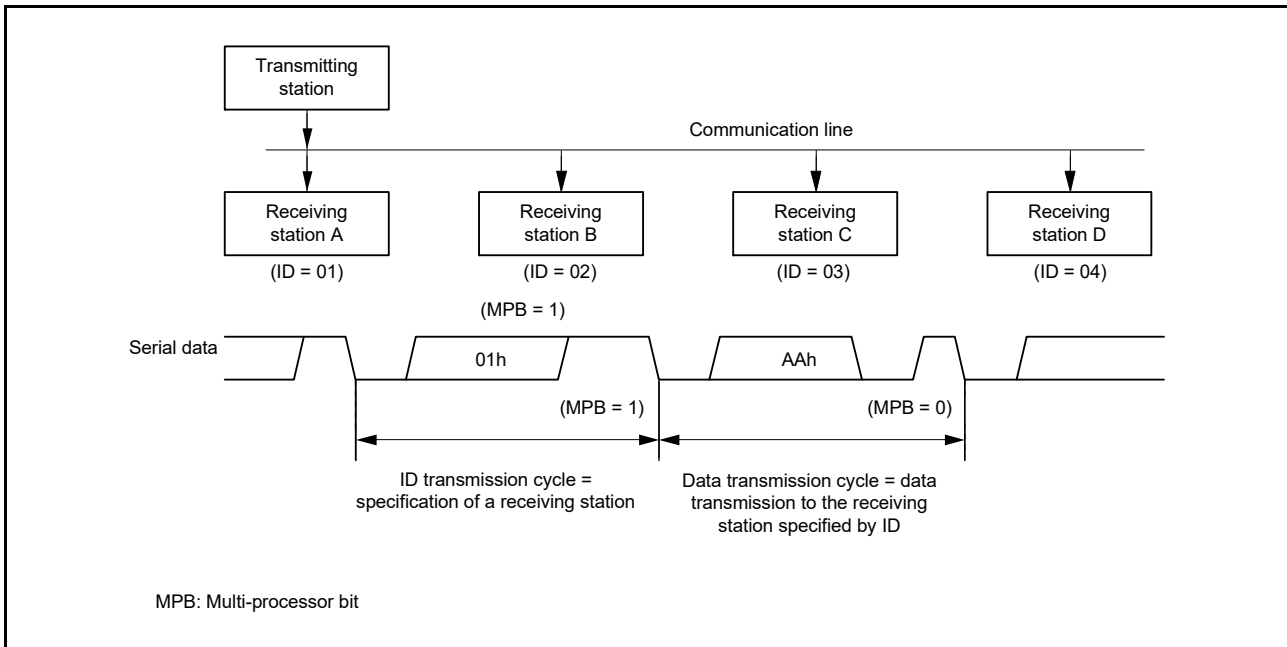 Transmitting
station
Communication line
Receiving
station A
Receiving
station B
Receiving
station C
Receiving
station D
(ID = 01)
(ID = 02)
(ID = 03)
(ID = 04)
(MPB = 1)
Serial data
01h
AAh
(MPB = 1)
(MPB = 0)
ID transmission cycle =
specification of a receiving station
Data transmission cycle = data
transmission to the receiving
station specified by ID
MPB: Multi-processor bit